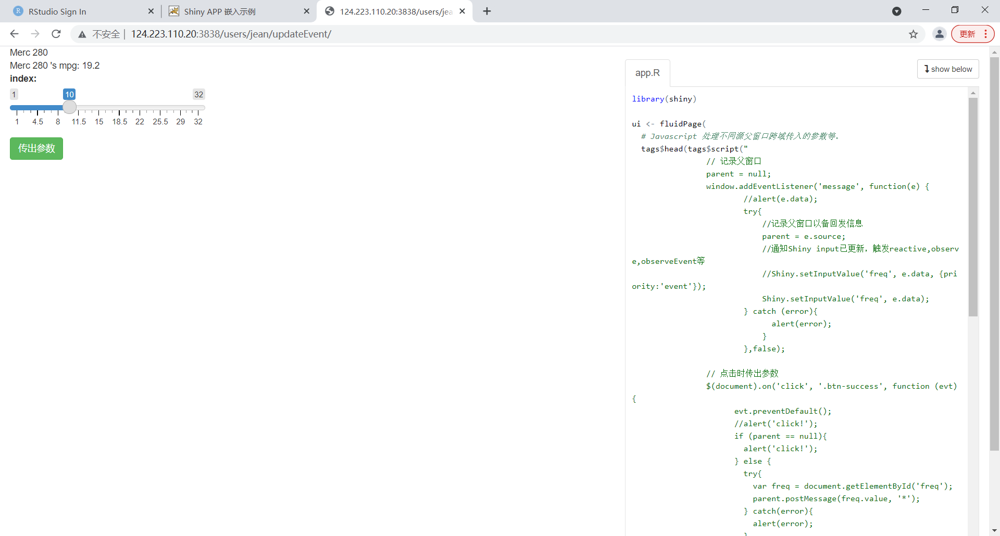 RStudio Sign In
Shiny APP 嵌入示例
124.223.110.20:3838/users/jea
不安全 | 124.223.110.20:3838/users/jean/updateEvent/
更新
Merc 280
Merc 280 's mpg: 19.2
index:
1 10 32
1 4.5 8 11.5 15 18.5 22 25.5 29 32
传出参数
app.R
show below
library(shiny)
ui <- fluidPage(
# Javascript 处理不同源父窗口跨域传入的参数等。
tags$head(tags$script("
// 记录父窗口
parent = null;
window.addEventListener('message', function(e) {
//alert(e.data);
try{
//记录父窗口以备回发信息
parent = e.source;
//通知Shiny input已更新，触发reactive,observ
e,observeEvent等
//Shiny.setInputValue('freq', e.data, {pri
ority:'event'});
Shiny.setInputValue('freq', e.data);
} catch (error){
alert(error);
}
},false);
// 点击时传出参数
$(document).on('click', '.btn-success', function (evt)
{
evt.preventDefault();
//alert('click!');
if (parent == null){
alert('click!');
} else {
try{
var freq = document.getElementById('freq');
parent.postMessage(freq.value, '*');
} catch(error){
alert(error);